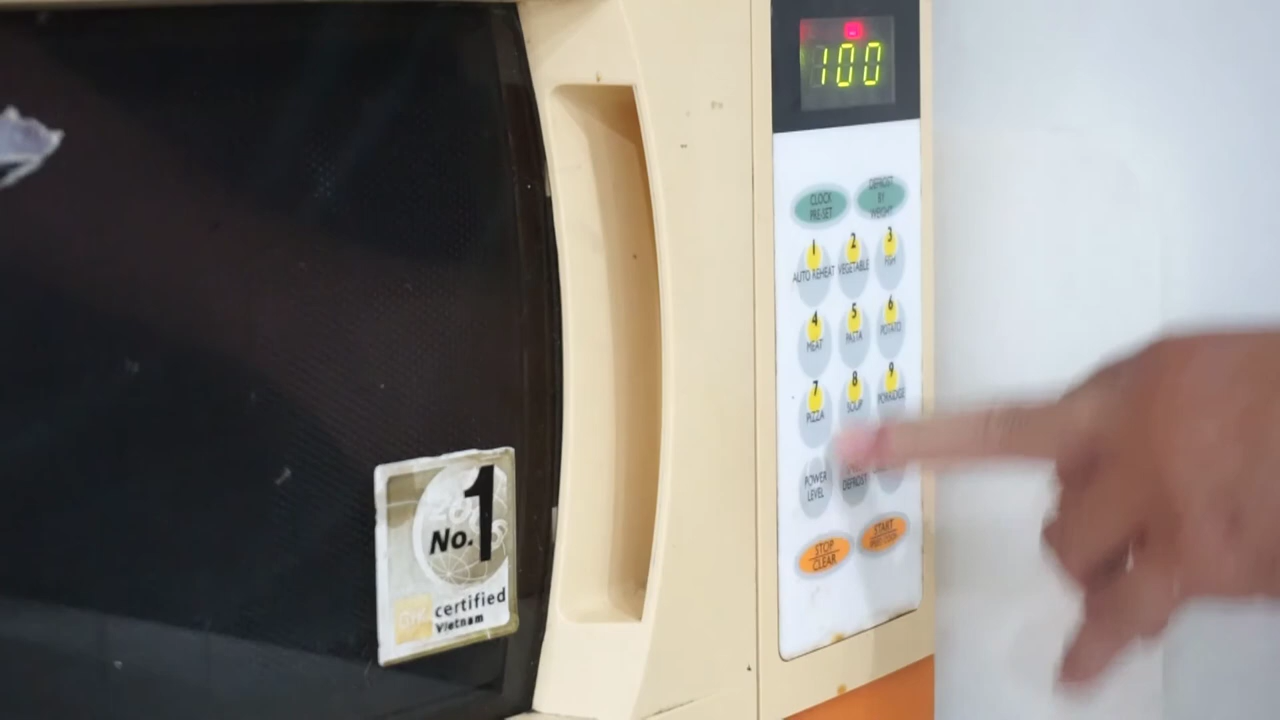 100
CLOCK
PRE-SET
DEFROST
BY
WEIGHT
1
AUTO REHEAT
2
VEGETABLE
3
FISH
4
MEAT
5
PASTA
6
POTATO
7
PIZZA
8
SOUP
9
PORRIDGE
POWER
LEVEL
DEFROST
STOP
CLEAR
START
No.1
certified
Vietnam